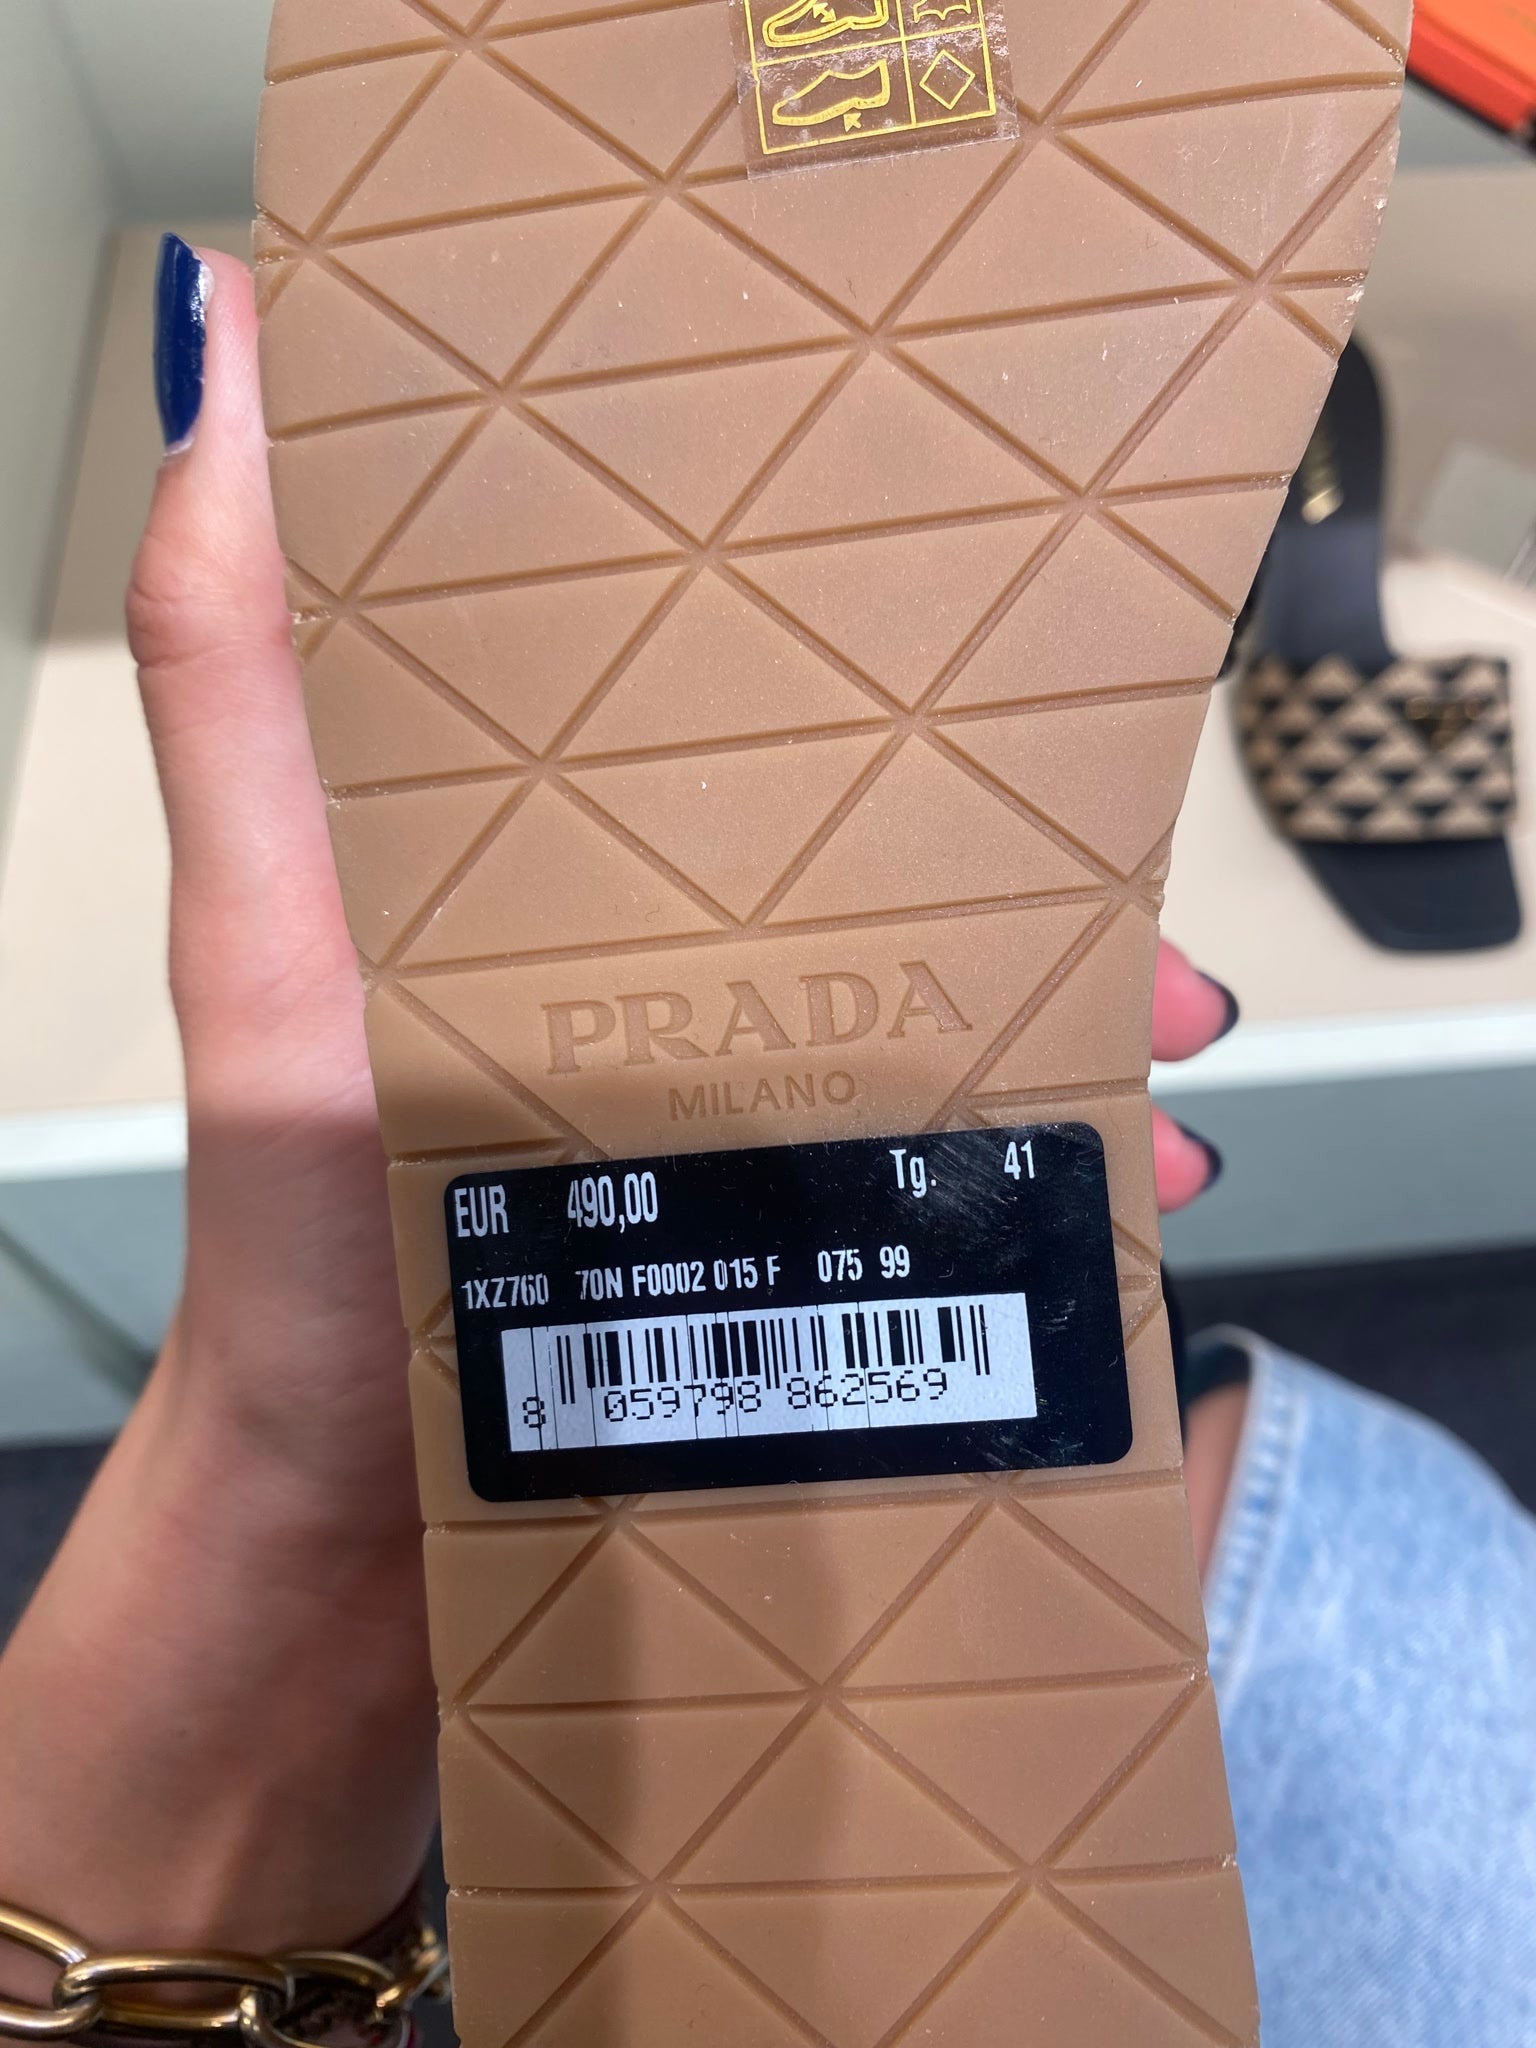 PRADA
MILANO
EUR 490,00 Tg. 41
1XZ760 70N F0002 015 F 075 99
8 059798 862569